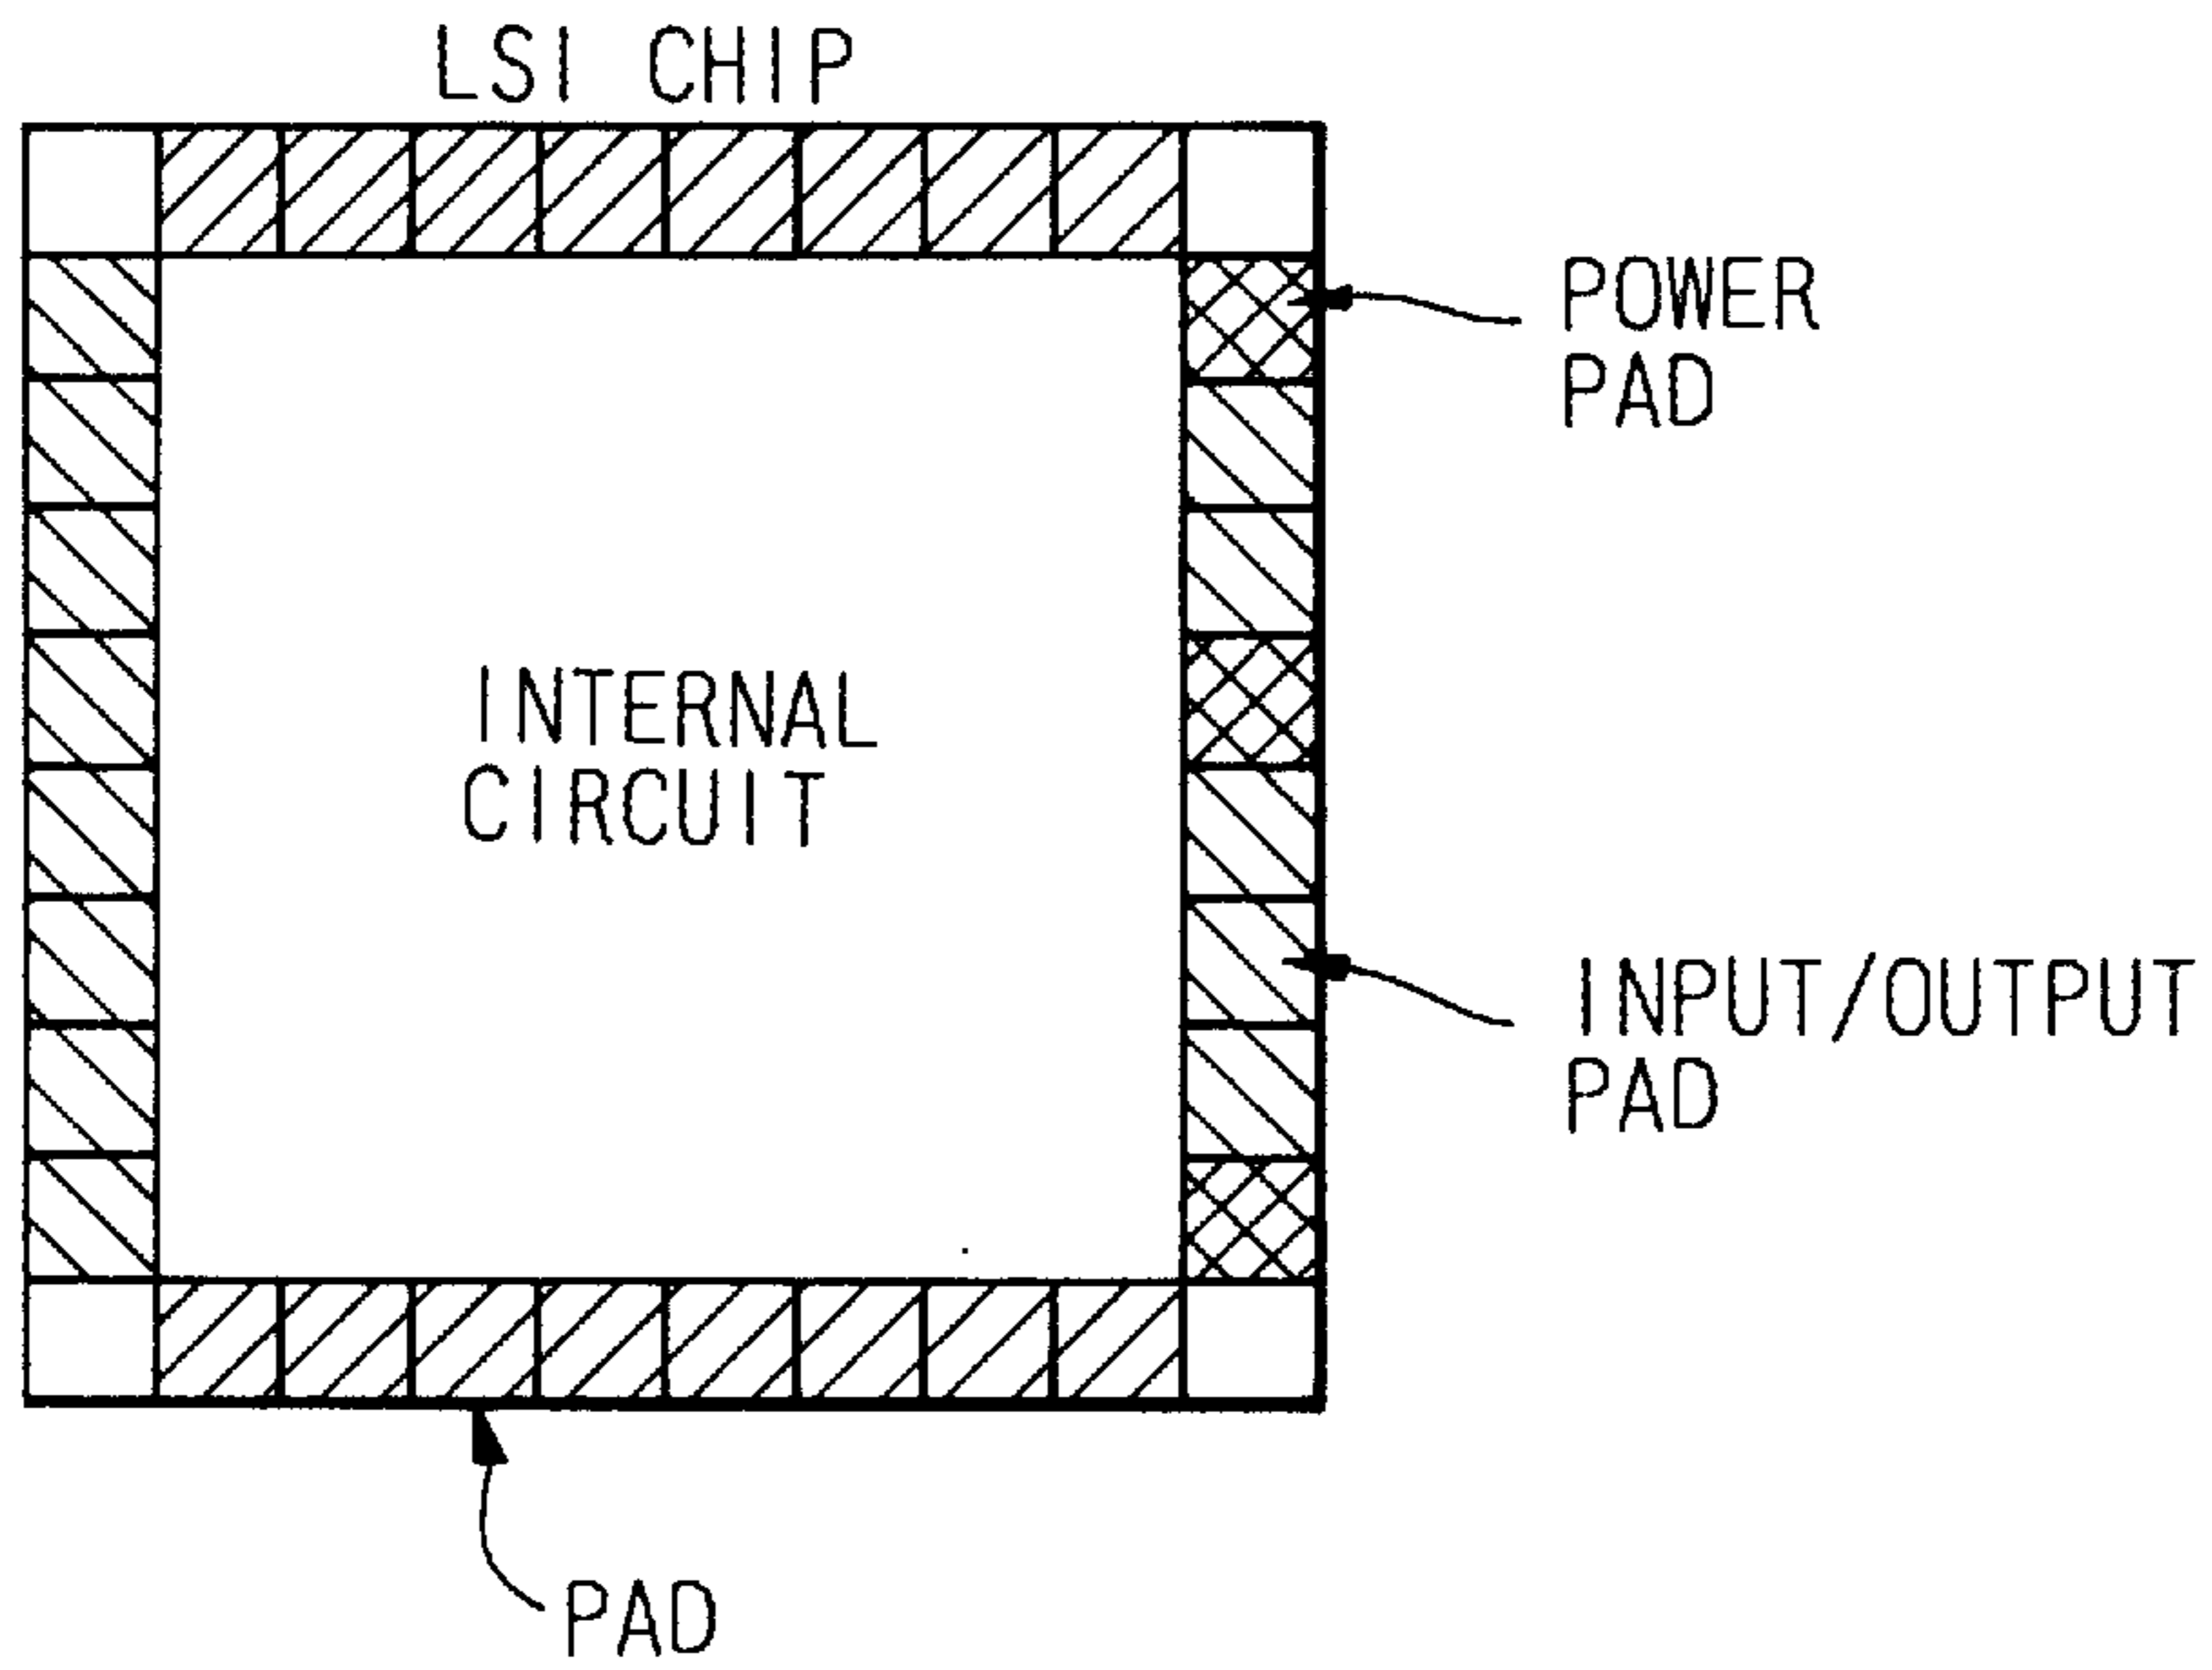 LSI CHIP
POWER
PAD
INTERNAL
CIRCUIT
INPUT/OUTPUT
PAD
PAD